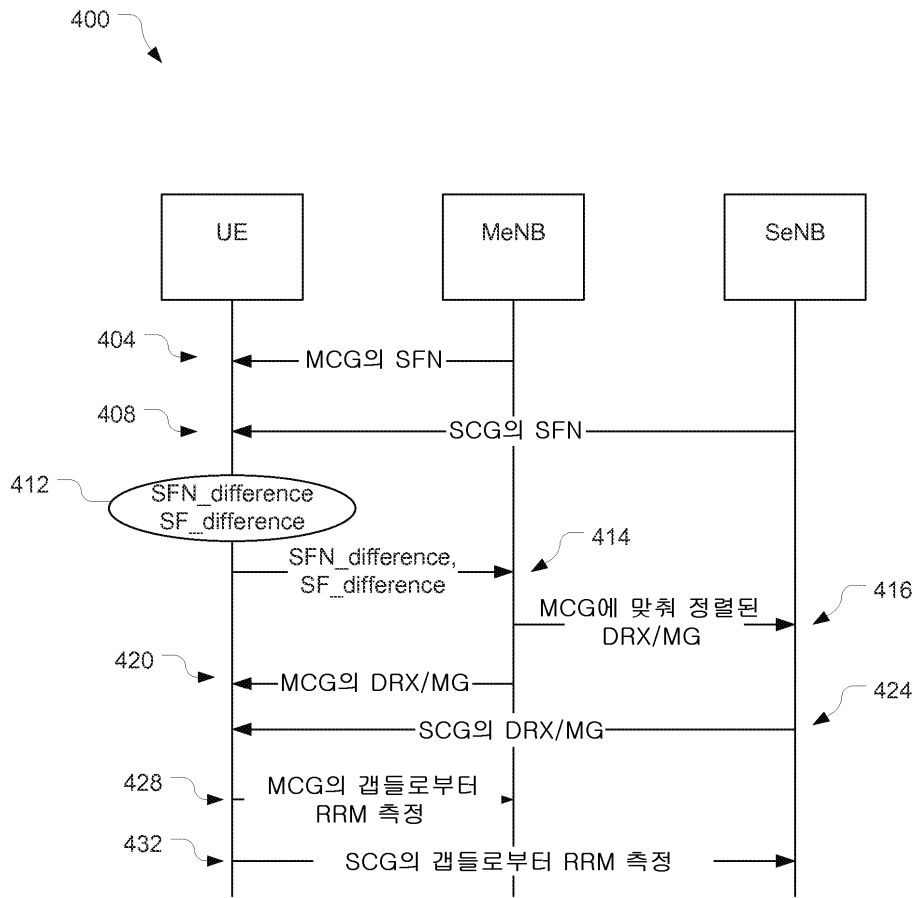 400
UE
MeNB
SeNB
404
MCG의 SFN
408
SCG의 SFN
412
SFN_difference
SF_difference
SFN_difference,
SF_difference
414
MCG에 맞춰 정렬된
DRX/MG
416
420
MCG의 DRX/MG
424
SCG의 DRX/MG
428
MCG의 갭들로부터
RRM 측정
432
SCG의 갭들로부터 RRM 측정